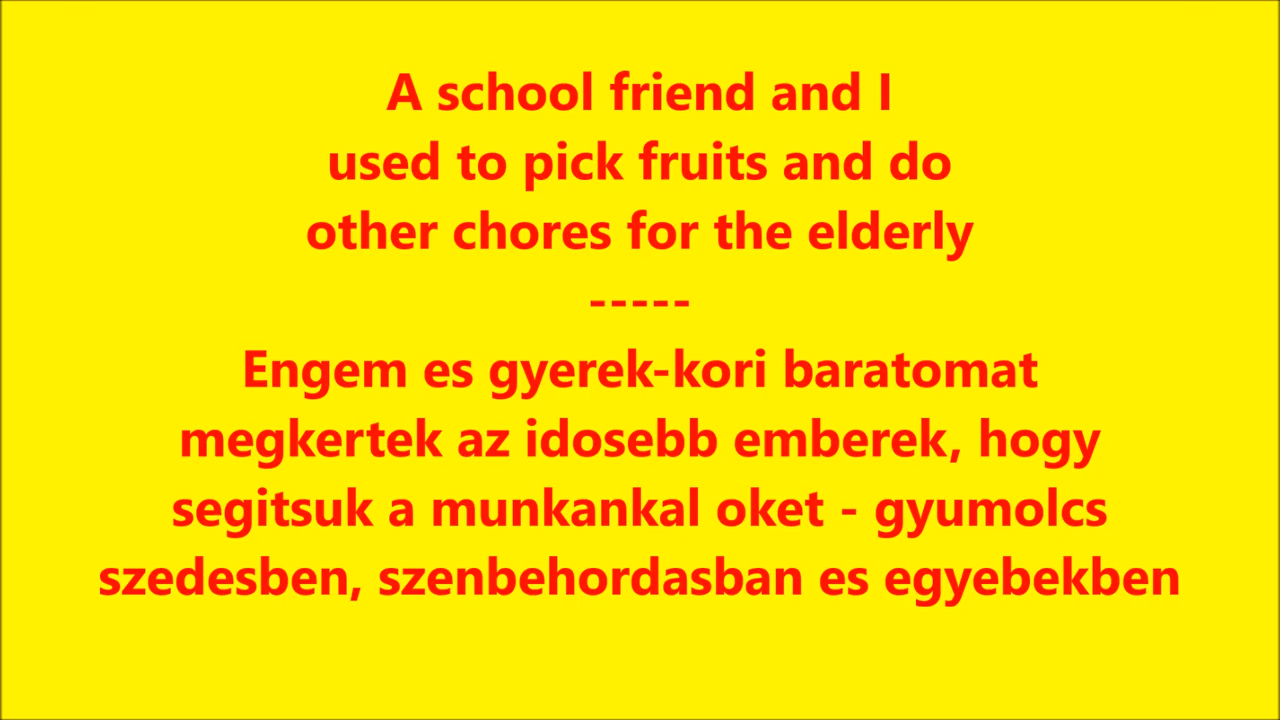 A school friend and I
used to pick fruits and do
other chores for the elderly
-----
Engem es gyerek-kori baratomat
megkertek az idosebb emberek, hogy
segitsuk a munkankal oket - gyumolcs
szedesben, szenbehordasban es egyebekben